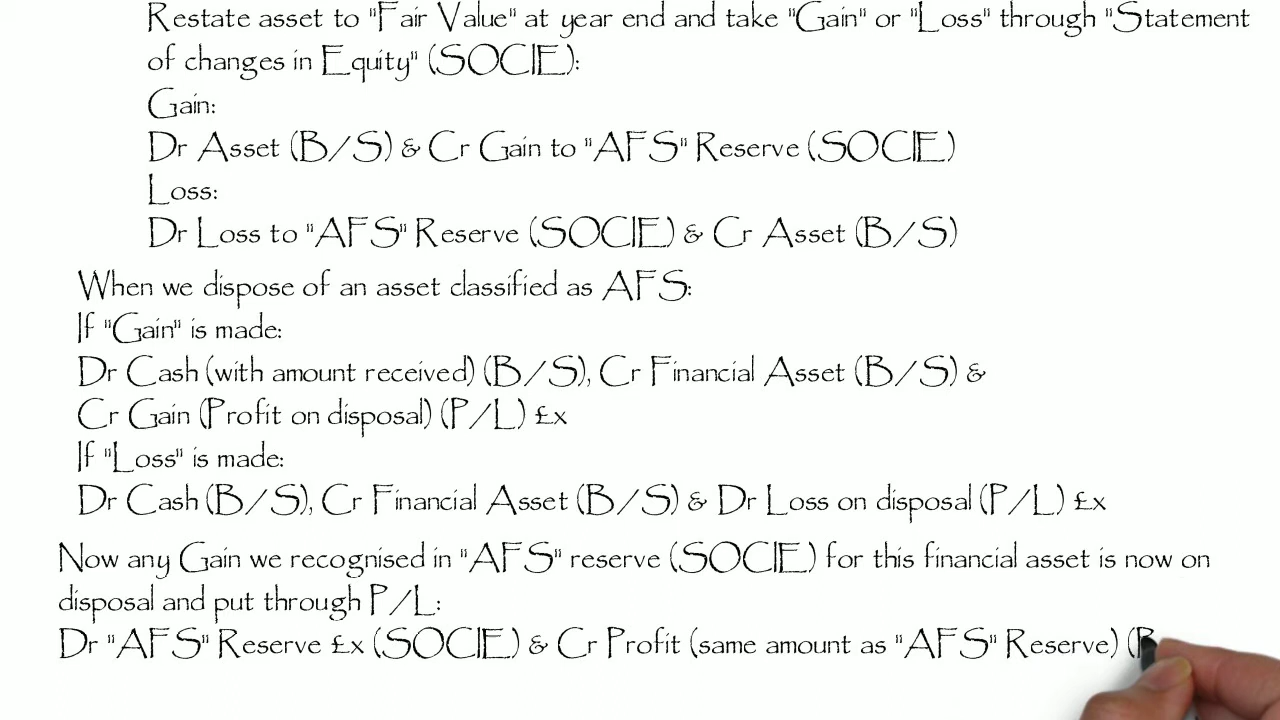 Restate asset to "Fair Value" at year end and take "Gain" or "Loss" through "Statement
of changes in Equity" (SOCIE):
Gain:
Dr Asset (B/S) & Cr Gain to "AFS" Reserve (SOCIE)
Loss:
Dr Loss to "AFS" Reserve (SOCIE) & Cr Asset (B/S)
When we dispose of an asset classified as AFS:
If "Gain" is made:
Dr Cash (with amount received) (B/S), Cr Financial Asset (B/S) &
Cr Gain (Profit on disposal) (P/L) £x
If "Loss" is made:
Dr Cash (B/S), Cr Financial Asset (B/S) & Dr Loss on disposal (P/L) £x
Now any Gain we recognised in "AFS" reserve (SOCIE) for this financial asset is now on
disposal and put through P/L:
Dr "AFS" Reserve £x (SOCIE) & Cr Profit (same amount as "AFS" Reserve) (P